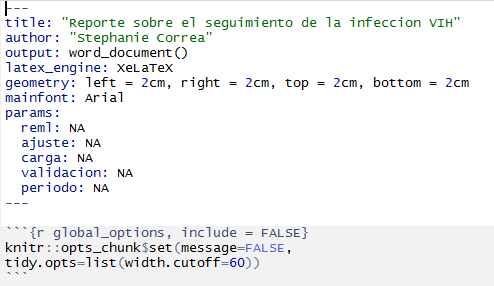 ---
title: "Reporte sobre el seguimiento de la infeccion VIH"
author: "Stephanie Correa"
output: word_document()
latex_engine: XeLaTeX
geometry: left = 2cm, right = 2cm, top = 2cm, bottom = 2cm
mainfont: Arial
params:
  reml: NA
  ajuste: NA
  carga: NA
  validacion: NA
  periodo: NA
---
```{r global_options, include = FALSE}
knitr::opts_chunk$set(message=FALSE,
tidy.opts=list(width.cutoff=60))
```